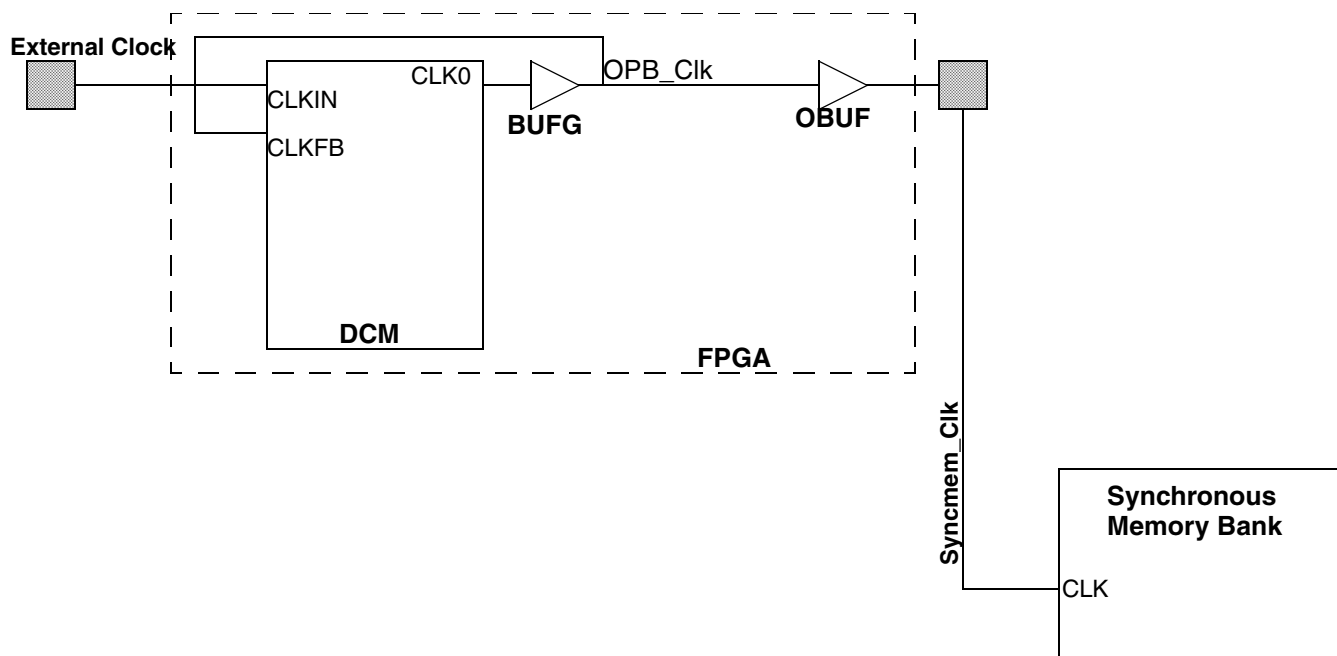 External Clock
CLK0
OPB_Clk
CLKIN
BUFG
OBUF
CLKFB
DCM
FPGA
Syncmem_Clk
Synchronous
Memory Bank
CLK